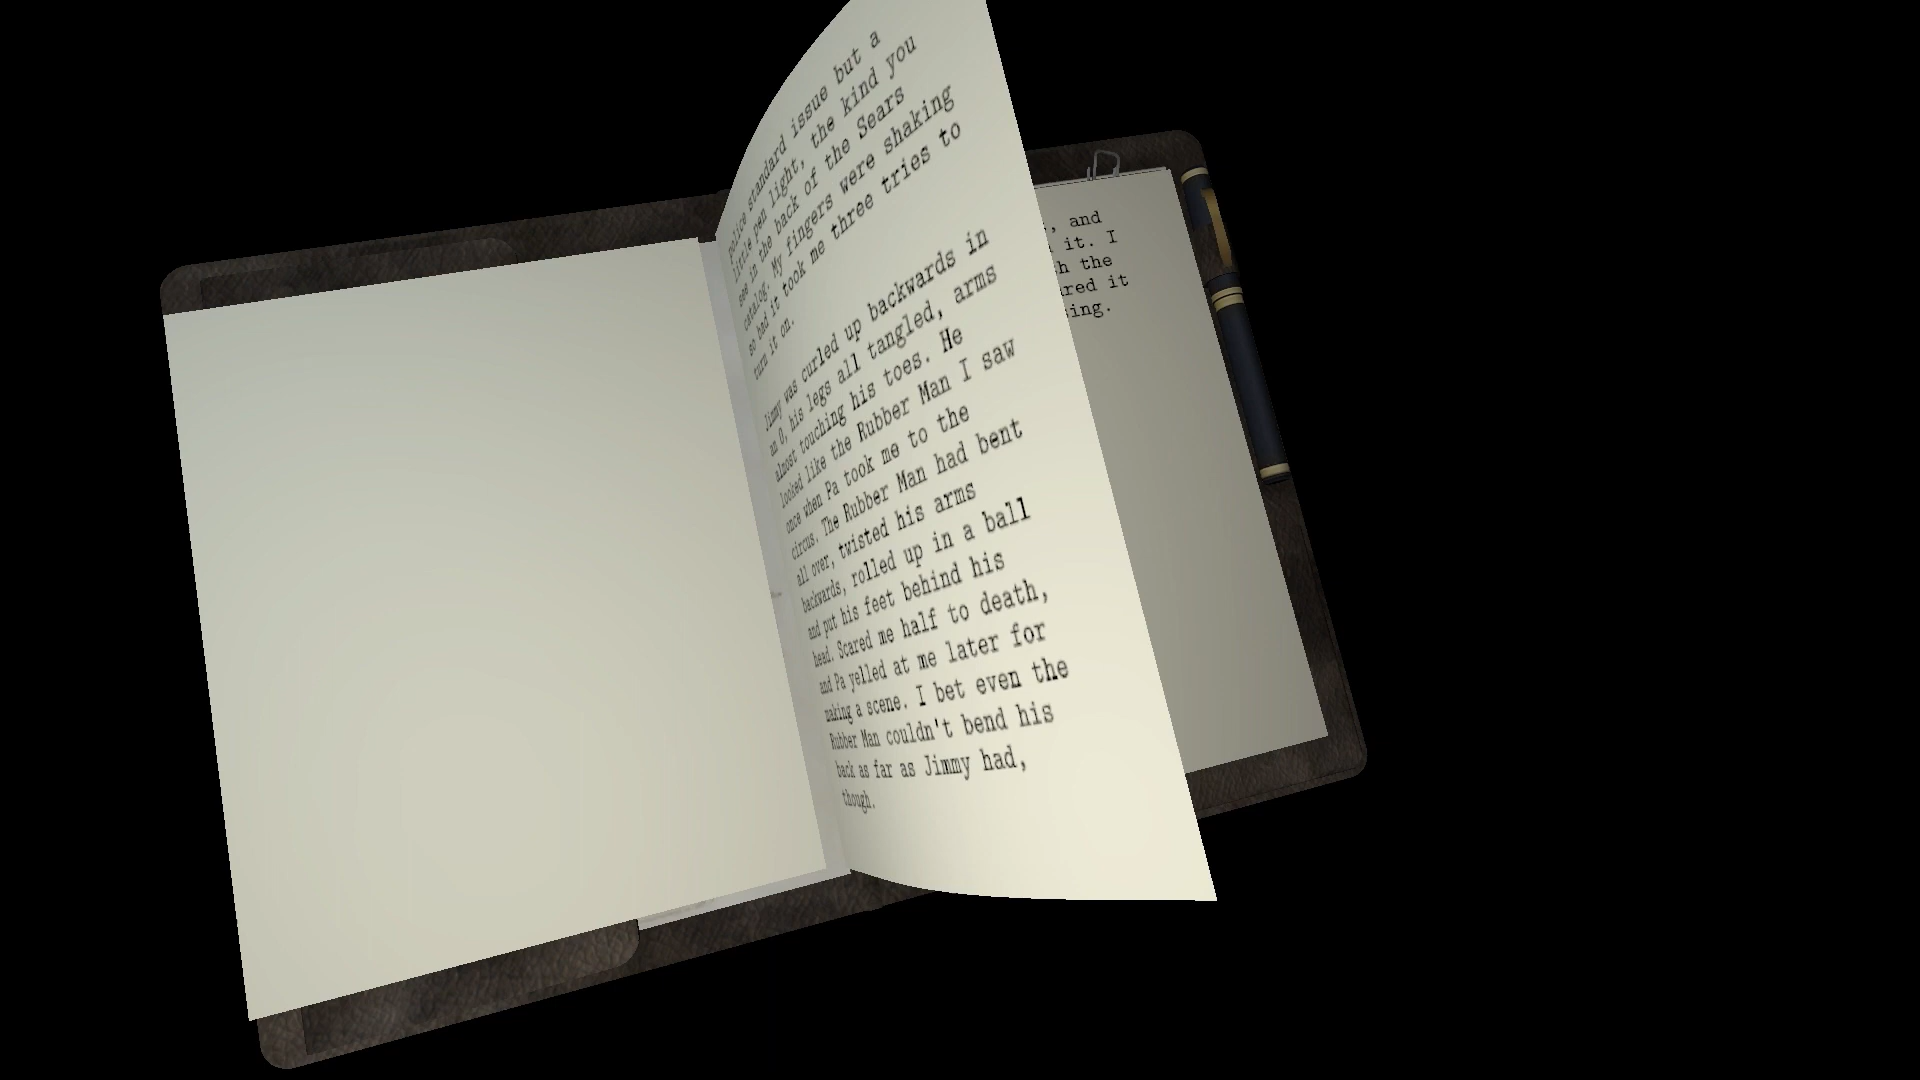 police standard issue but a
little pen light, the kind you
see in the back of the Sears
catalog. My fingers were shaking
so bad it took me three tries to
turn it on.
Jimmy was curled up backwards in
an O, his legs all tangled, arms
almost touching his toes. He
looked like the Rubber Man I saw
once when Pa took me to the
circus. The Rubber Man had bent
all over, twisted his arms
backwards, rolled up in a ball
and put his feet behind his
head. Scared me half to death,
and Pa yelled at me later for
making a scene. I bet even the
Rubber Man couldn't bend his
back as far as Jimmy had,
though.
, and
it. I
the